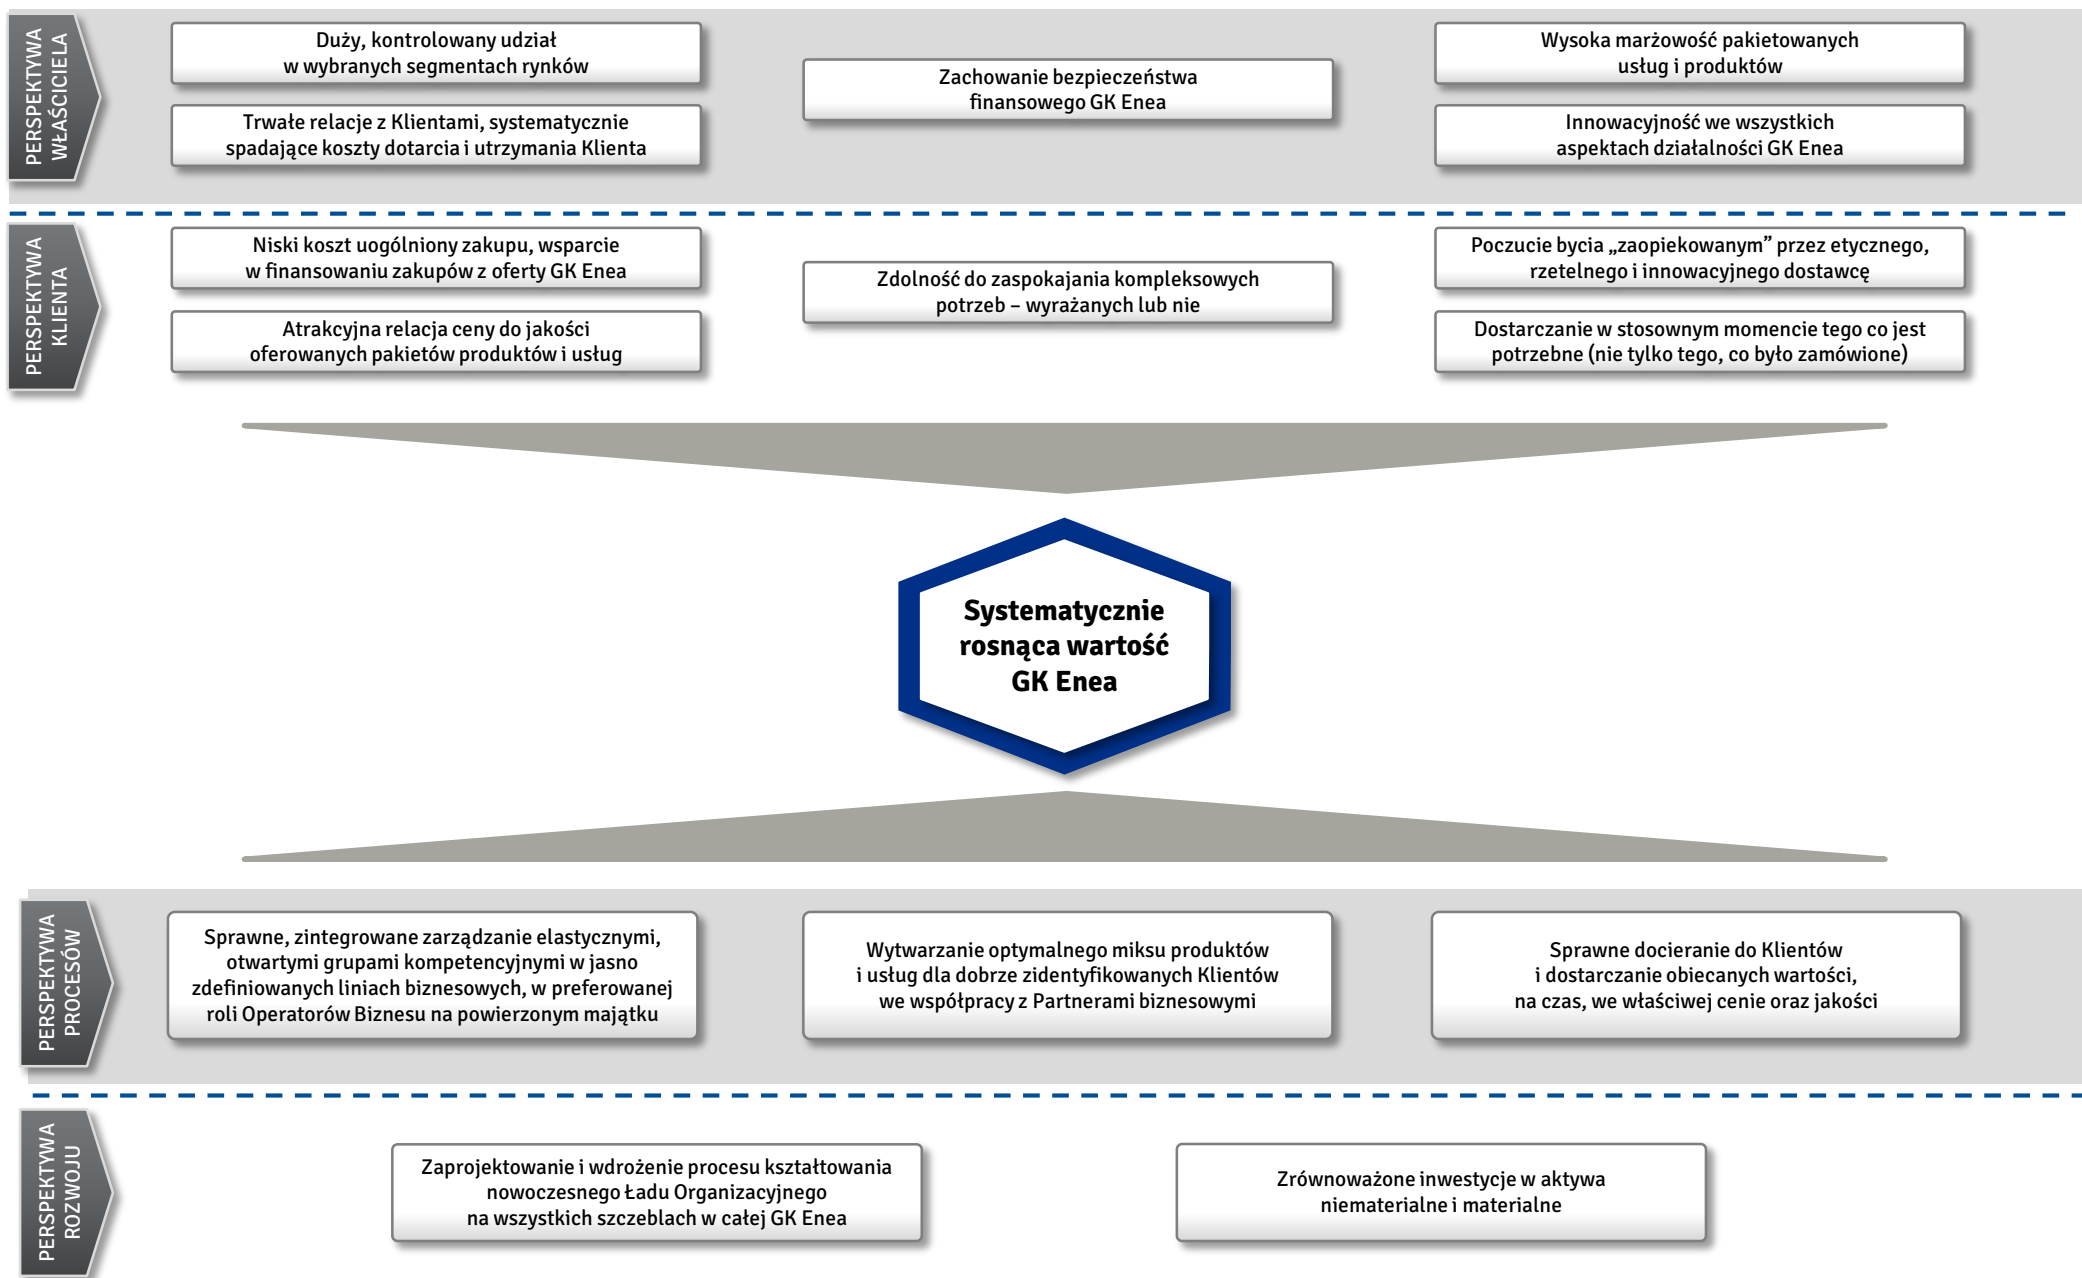 PERSPEKTYWA
WŁAŚCICIELA
Duży, kontrolowany udział
w wybranych segmentach rynków
Trwałe relacje z Klientami, systematycznie
spadające koszty dotarcia i utrzymania Klienta
Zachowanie bezpieczeństwa
finansowego GK Enea
Wysoka marżowość pakietowanych
usług i produktów
Innowacyjność we wszystkich
aspektach działalności GK Enea
PERSPEKTYWA
KLIENTA
Niski koszt uogólniony zakupu, wsparcie
w finansowaniu zakupów z oferty GK Enea
Atrakcyjna relacja ceny do jakości
oferowanych pakietów produktów i usług
Zdolność do zaspokajania kompleksowych
potrzeb – wyrażanych lub nie
Poczucie bycia „zaopiekowanym” przez etycznego,
rzetelnego i innowacyjnego dostawcę
Dostarczanie w stosownym momencie tego co jest
potrzebne (nie tylko tego, co było zamówione)
Systematycznie
rosnąca wartość
GK Enea
PERSPEKTYWA
PROCESÓW
Sprawne, zintegrowane zarządzanie elastycznymi,
otwartymi grupami kompetencyjnymi w jasno
zdefiniowanych liniach biznesowych, w preferowanej
roli Operatorów Biznesu na powierzonym majątku
Wytwarzanie optymalnego miksu produktów
i usług dla dobrze zidentyfikowanych Klientów
we współpracy z Partnerami biznesowymi
Sprawne docieranie do Klientów
i dostarczanie obiecanych wartości,
na czas, we właściwej cenie oraz jakości
PERSPEKTYWA
ROZWOJU
Zaprojektowanie i wdrożenie procesu kształtowania
nowoczesnego Ładu Organizacyjnego
na wszystkich szczeblach w całej GK Enea
Zrównoważone inwestycje w aktywa
niematerialne i materialne